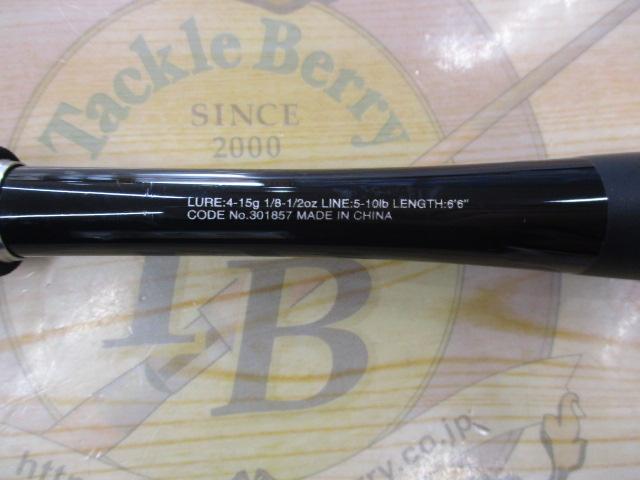 Tackle Berry
SINCE
2000
LURE:4-15g 1/8-1/2oz LINE:5-10lb LENGTH:6'6"
CODE No.301857 MADE IN CHINA
B